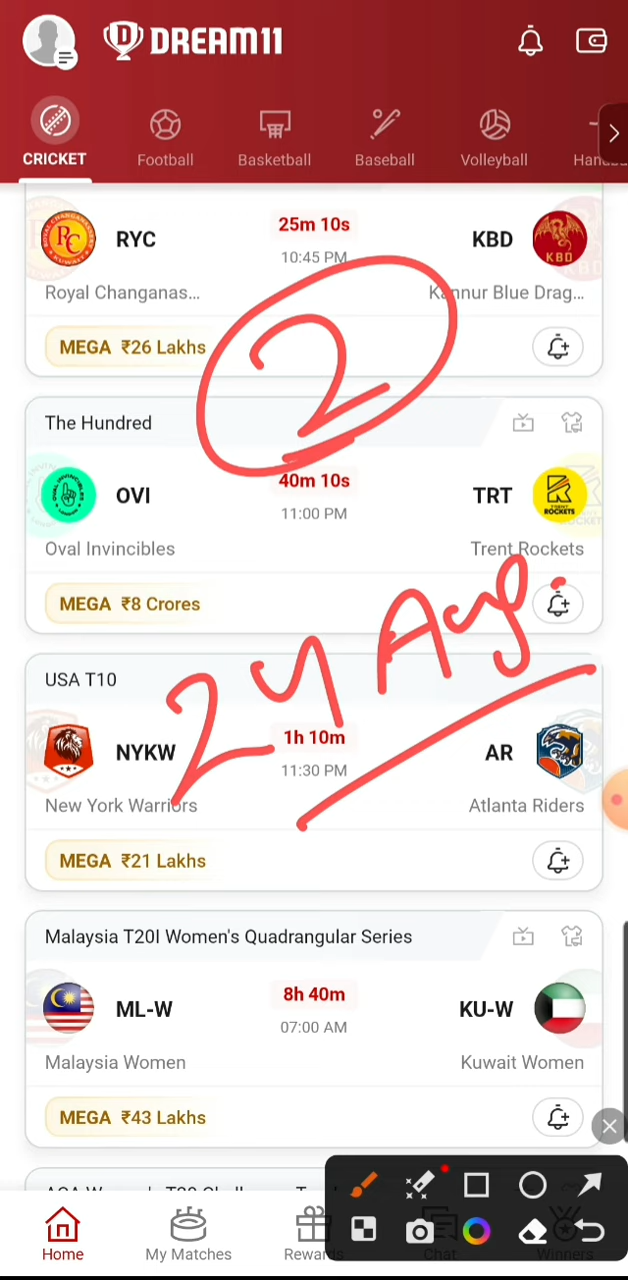 DREAM11
CRICKET Football Basketball Baseball Volleyball
RYC 25m 10s KBD
10:45 PM
Royal Changanas... Kannur Blue Drag...
MEGA ₹26 Lakhs
2
The Hundred
OVI 40m 10s TRT
11:00 PM
Oval Invincibles Trent Rockets
MEGA ₹8 Crores
24 Aug.
USA T10
NYKW 1h 10m AR
11:30 PM
New York Warriors Atlanta Riders
MEGA ₹21 Lakhs
Malaysia T20I Women's Quadrangular Series
ML-W 8h 40m KU-W
07:00 AM
Malaysia Women Kuwait Women
MEGA ₹43 Lakhs
Home My Matches Rewards Chat Winners